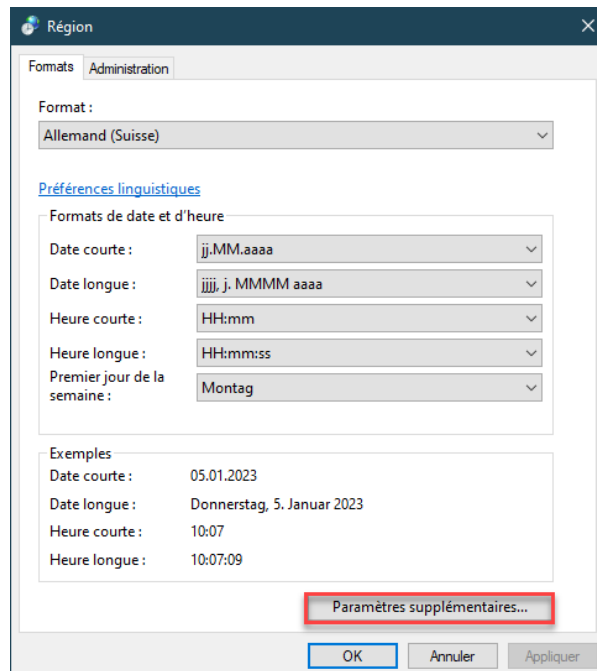 Région
Formats Administration
Format :
Allemand (Suisse)
Préférences linguistiques
Formats de date et d'heure
Date courte : jj.MM.aaaa
Date longue : jjjj, j. MMMM aaaa
Heure courte : HH:mm
Heure longue : HH:mm:ss
Premier jour de la
semaine : Montag
Exemples
Date courte : 05.01.2023
Date longue : Donnerstag, 5. Januar 2023
Heure courte : 10:07
Heure longue : 10:07:09
Paramètres supplémentaires...
OK Annuler Appliquer